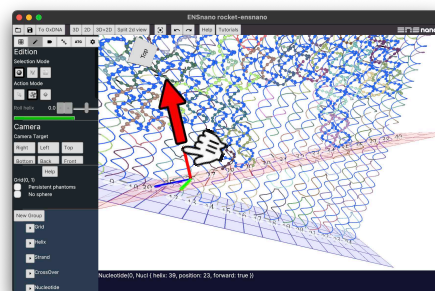 ENSnano rocket-ensnano
To OxDNA
3D
2D
3D+2D
Split 2d view
Help
Tutorials
ENSnano
Edition
Selection Mode
Action Mode
Roll helix 0.0
Camera
Camera Target
Right
Left
Top
Bottom
Back
Front
Help
Grid(0, 1)
Persistent phantoms
No sphere
New Group
Grid
Helix
Strand
CrossOver
Nucleotide
Top
Nucleotide(0, Nucl { helix: 39, position: 23, forward: true })